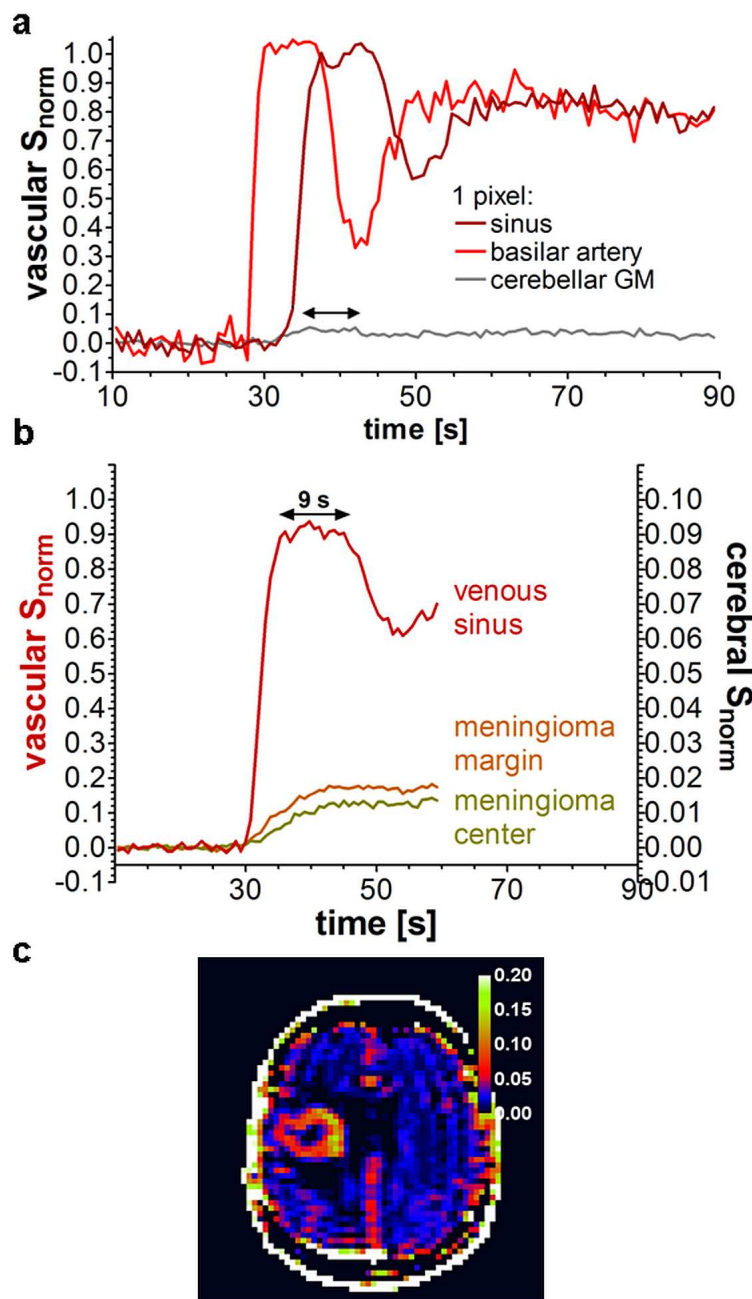 a
vascular S_norm
1.0
0.9
0.8
0.7
0.6
0.5
0.4
0.3
0.2
0.1
0.0
-0.1
1 pixel:
sinus
basilar artery
cerebellar GM
10 30 50 70 90
time [s]
b
vascular S_norm
1.0
0.9
0.8
0.7
0.6
0.5
0.4
0.3
0.2
0.1
0.0
-0.1
9 s
venous
sinus
meningioma
margin
meningioma
center
0.10
0.09
0.08
0.07
0.06
0.05
0.04
0.03
0.02
0.01
0.00
-0.01
cerebral S_norm
10 30 50 70 90
time [s]
c
0.20
0.15
0.10
0.05
0.00